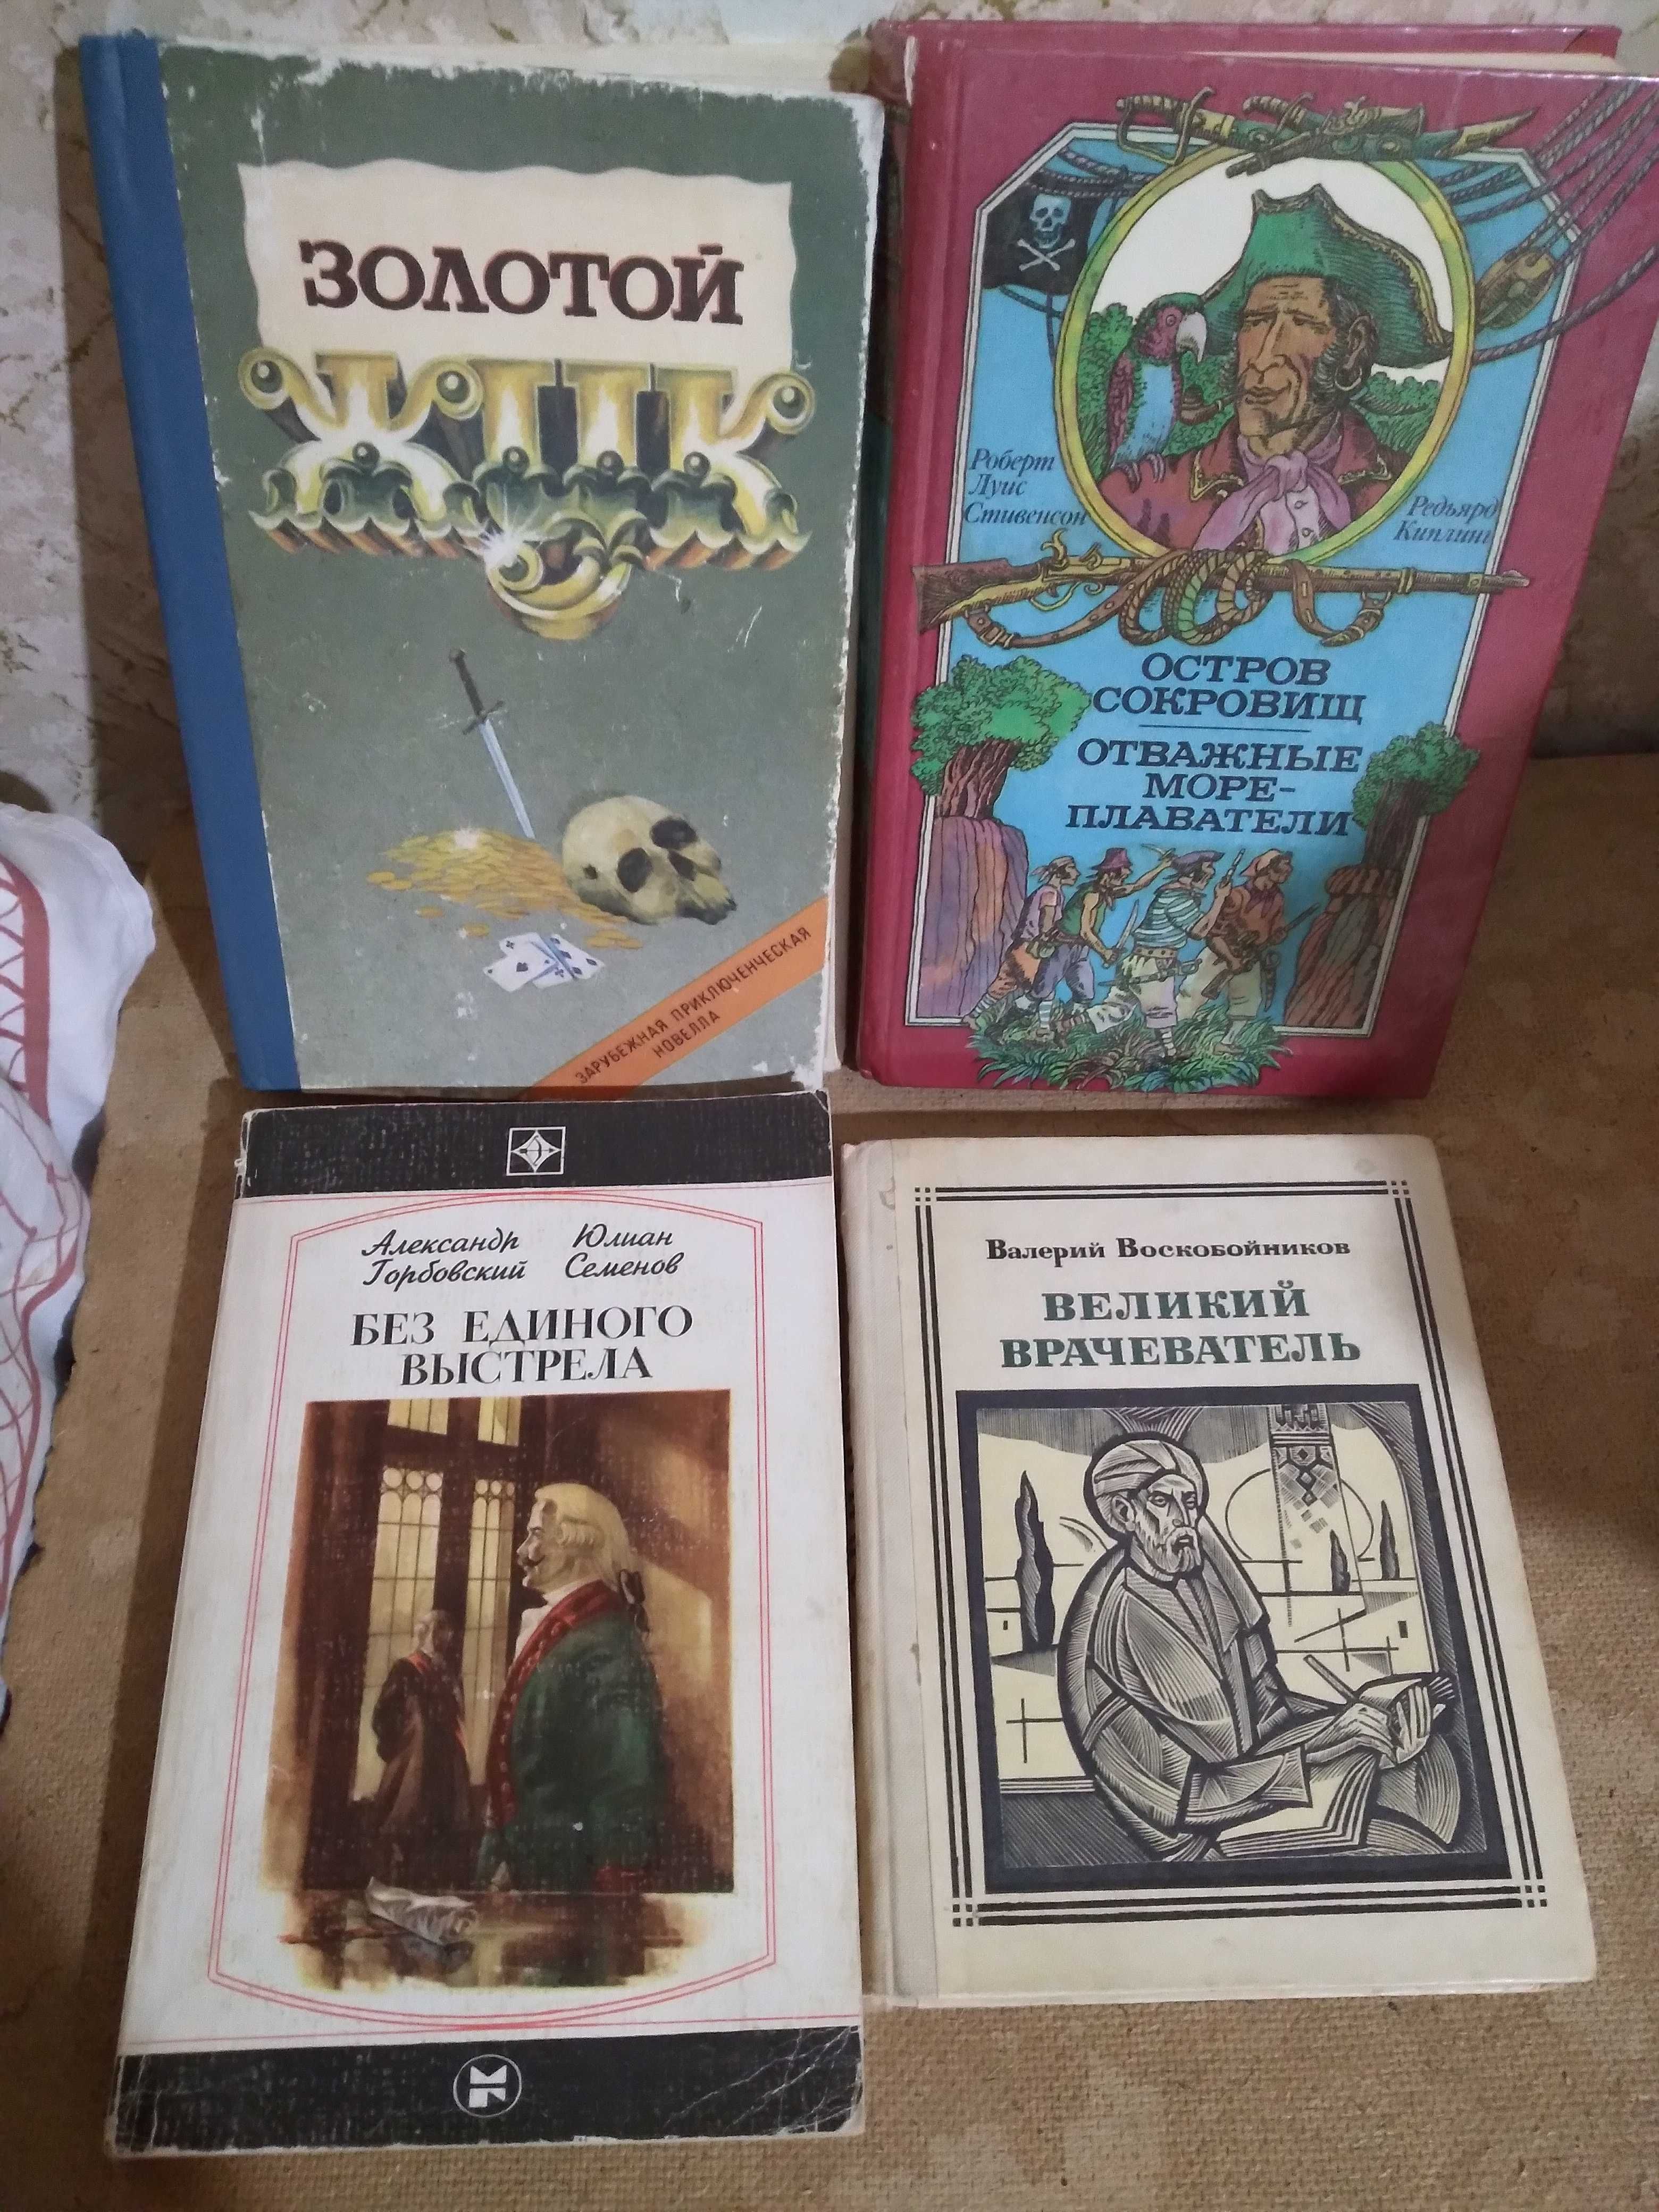 ЗОЛОТОЙ
ЖУК
ЗАРУБЕЖНАЯ ПРИКЛЮЧЕНЧЕСКАЯ
НОВЕЛЛА
Роберт
Луис
Стивенсон
Редьярд
Киплинг
ОСТРОВ
СОКРОВИЩ
ОТВАЖНЫЕ
МОРЕ-
ПЛАВАТЕЛИ
Александр Юлиан
Горбовский Семенов
БЕЗ ЕДИНОГО
ВЫСТРЕЛА
Валерий Воскобойников
ВЕЛИКИЙ
ВРАЧЕВАТЕЛЬ